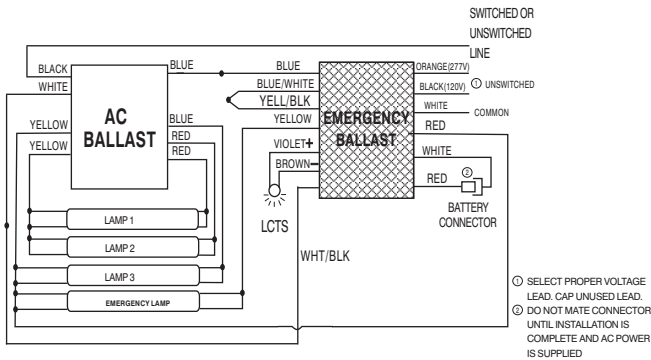 SWITCHED OR
UNSWITCHED
LINE
BLACK
WHITE
YELLOW
YELLOW
AC
BALLAST
BLUE
BLUE
RED
RED
BLUE
BLUE/WHITE
YELL/BLK
YELLOW
VIOLET+
BROWN–
LCTS
WHT/BLK
EMERGENCY
BALLAST
ORANGE(277V)
BLACK(120V)
① UNSWITCHED
WHITE
COMMON
RED
WHITE
RED
②
BATTERY
CONNECTOR
LAMP 1
LAMP 2
LAMP 3
EMERGENCY LAMP
① SELECT PROPER VOLTAGE
LEAD. CAP UNUSED LEAD.
② DO NOT MATE CONNECTOR
UNTIL INSTALLATION IS
COMPLETE AND AC POWER
IS SUPPLIED